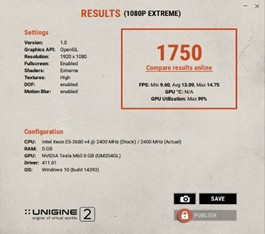 RESULTS (1080P EXTREME)
Settings
Version: 1.0
Graphics API: OpenGL
Resolution: 1920 x 1080
Fullscreen: Enabled
Shaders: Extreme
Textures: High
DOF: enabled
Motion Blur: enabled
1750
Compare results online
FPS: Min 9.60, Avg 13.09, Max 14.75
GPU °C: N/A
GPU Utilization: Max 99%
Configuration
CPU: Intel Xeon E5-2680 v4 @ 2400 MHz (Stock) / 2400 MHz (Actual)
RAM: 0 GB
GPU: NVIDIA Tesla M60 8 GB (GM204GL)
Driver: 411.81
OS: Windows 10 (build 14393)
UNIGINE 2
engine of virtual worlds
SAVE
PUBLISH